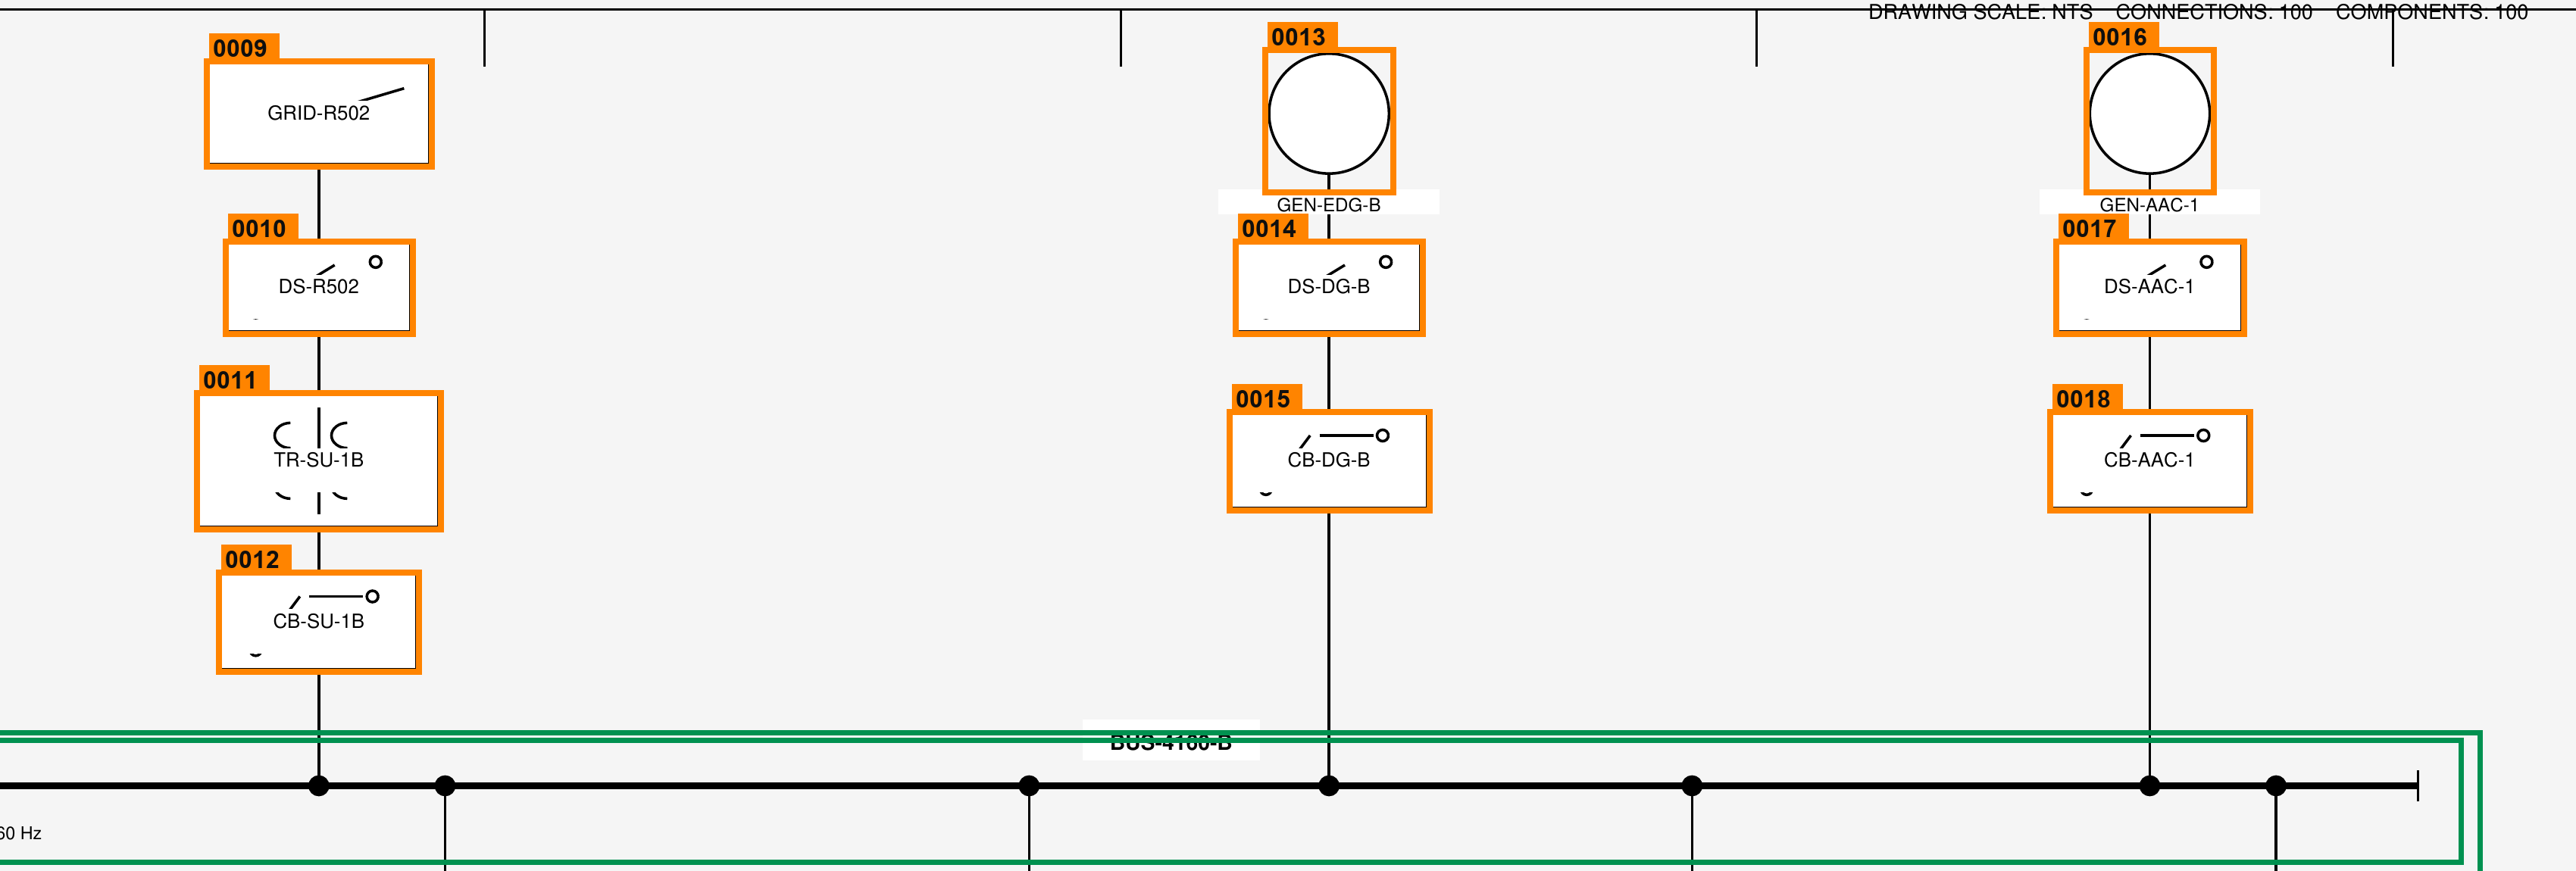 DRAWING SCALE: NTS CONNECTIONS: 100 COMPONENTS: 100
0009
GRID-R502
0013
0016
GEN-EDG-B
GEN-AAC-1
0010
DS-R502
0014
DS-DG-B
0017
DS-AAC-1
0011
TR-SU-1B
0015
CB-DG-B
0018
CB-AAC-1
0012
CB-SU-1B
BUS-4160-B
60 Hz